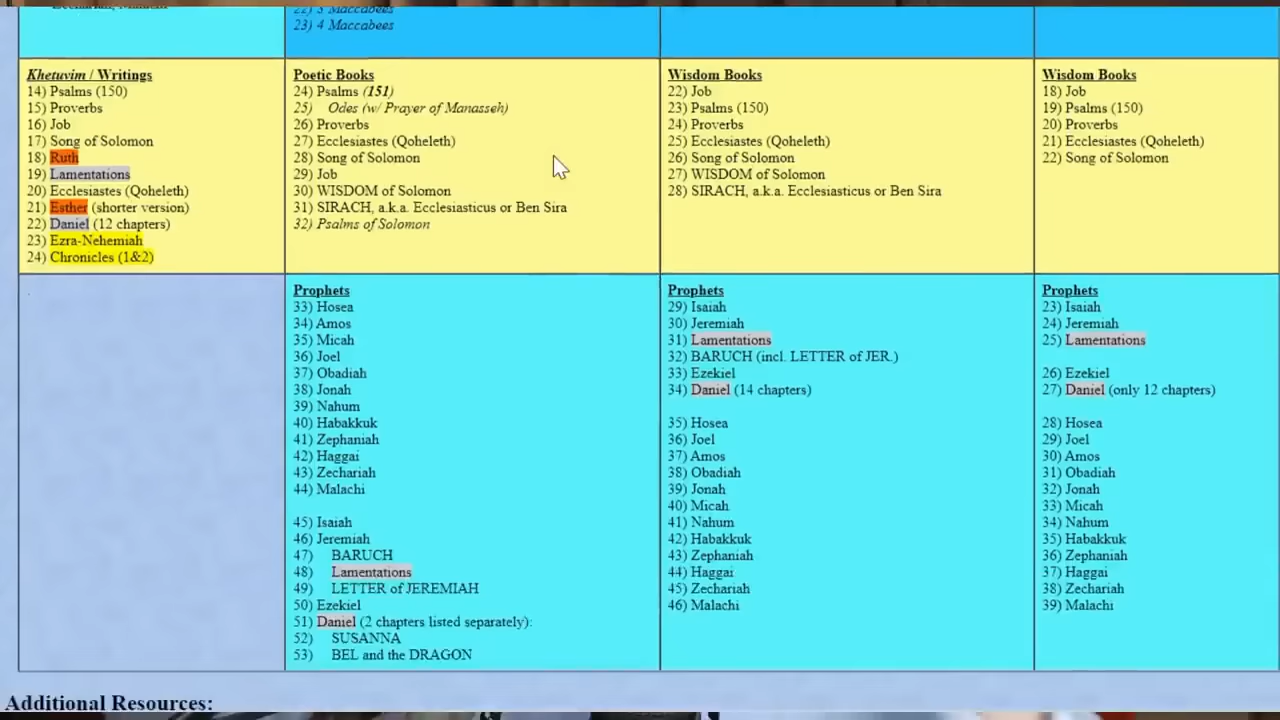 23) 4 Maccabees
Khetuvim / Writings
14) Psalms (150)
15) Proverbs
16) Job
17) Song of Solomon
18) Ruth
19) Lamentations
20) Ecclesiastes (Qoheleth)
21) Esther (shorter version)
22) Daniel (12 chapters)
23) Ezra-Nehemiah
24) Chronicles (1&2)
Poetic Books
24) Psalms (151)
25) Odes (w/ Prayer of Manasseh)
26) Proverbs
27) Ecclesiastes (Qoheleth)
28) Song of Solomon
29) Job
30) WISDOM of Solomon
31) SIRACH, a.k.a. Ecclesiasticus or Ben Sira
32) Psalms of Solomon
Wisdom Books
22) Job
23) Psalms (150)
24) Proverbs
25) Ecclesiastes (Qoheleth)
26) Song of Solomon
27) WISDOM of Solomon
28) SIRACH, a.k.a. Ecclesiasticus or Ben Sira
Wisdom Books
18) Job
19) Psalms (150)
20) Proverbs
21) Ecclesiastes (Qoheleth)
22) Song of Solomon
Prophets
33) Hosea
34) Amos
35) Micah
36) Joel
37) Obadiah
38) Jonah
39) Nahum
40) Habakkuk
41) Zephaniah
42) Haggai
43) Zechariah
44) Malachi
45) Isaiah
46) Jeremiah
47) BARUCH
48) Lamentations
49) LETTER of JEREMIAH
50) Ezekiel
51) Daniel (2 chapters listed separately):
52) SUSANNA
53) BEL and the DRAGON
Prophets
29) Isaiah
30) Jeremiah
31) Lamentations
32) BARUCH (incl. LETTER of JER.)
33) Ezekiel
34) Daniel (14 chapters)
35) Hosea
36) Joel
37) Amos
38) Obadiah
39) Jonah
40) Micah
41) Nahum
42) Habakkuk
43) Zephaniah
44) Haggai
45) Zechariah
46) Malachi
Prophets
23) Isaiah
24) Jeremiah
25) Lamentations
26) Ezekiel
27) Daniel (only 12 chapters)
28) Hosea
29) Joel
30) Amos
31) Obadiah
32) Jonah
33) Micah
34) Nahum
35) Habakkuk
36) Zephaniah
37) Haggai
38) Zechariah
39) Malachi
Additional Resources: